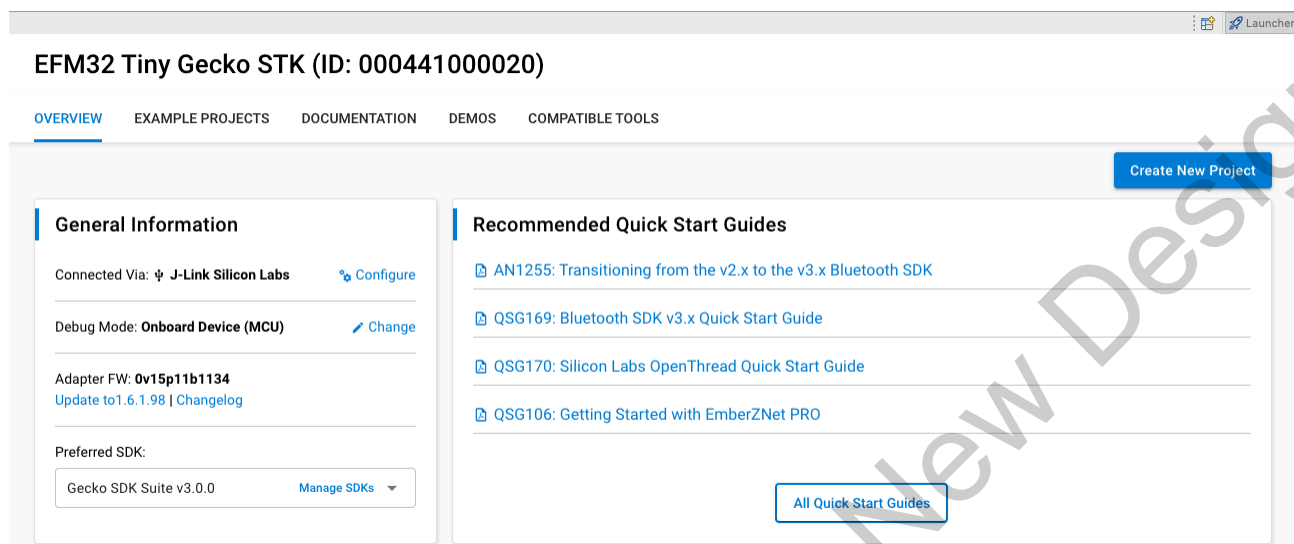 Launcher
EFM32 Tiny Gecko STK (ID: 000441000020)
OVERVIEW EXAMPLE PROJECTS DOCUMENTATION DEMOS COMPATIBLE TOOLS
Create New Project
General Information
Connected Via: J-Link Silicon Labs Configure
Debug Mode: Onboard Device (MCU) Change
Adapter FW: 0v15p11b1134
Update to1.6.1.98 | Changelog
Preferred SDK:
Gecko SDK Suite v3.0.0 Manage SDKs
Recommended Quick Start Guides
AN1255: Transitioning from the v2.x to the v3.x Bluetooth SDK
QSG169: Bluetooth SDK v3.x Quick Start Guide
QSG170: Silicon Labs OpenThread Quick Start Guide
QSG106: Getting Started with EmberZNet PRO
All Quick Start Guides
New Desig